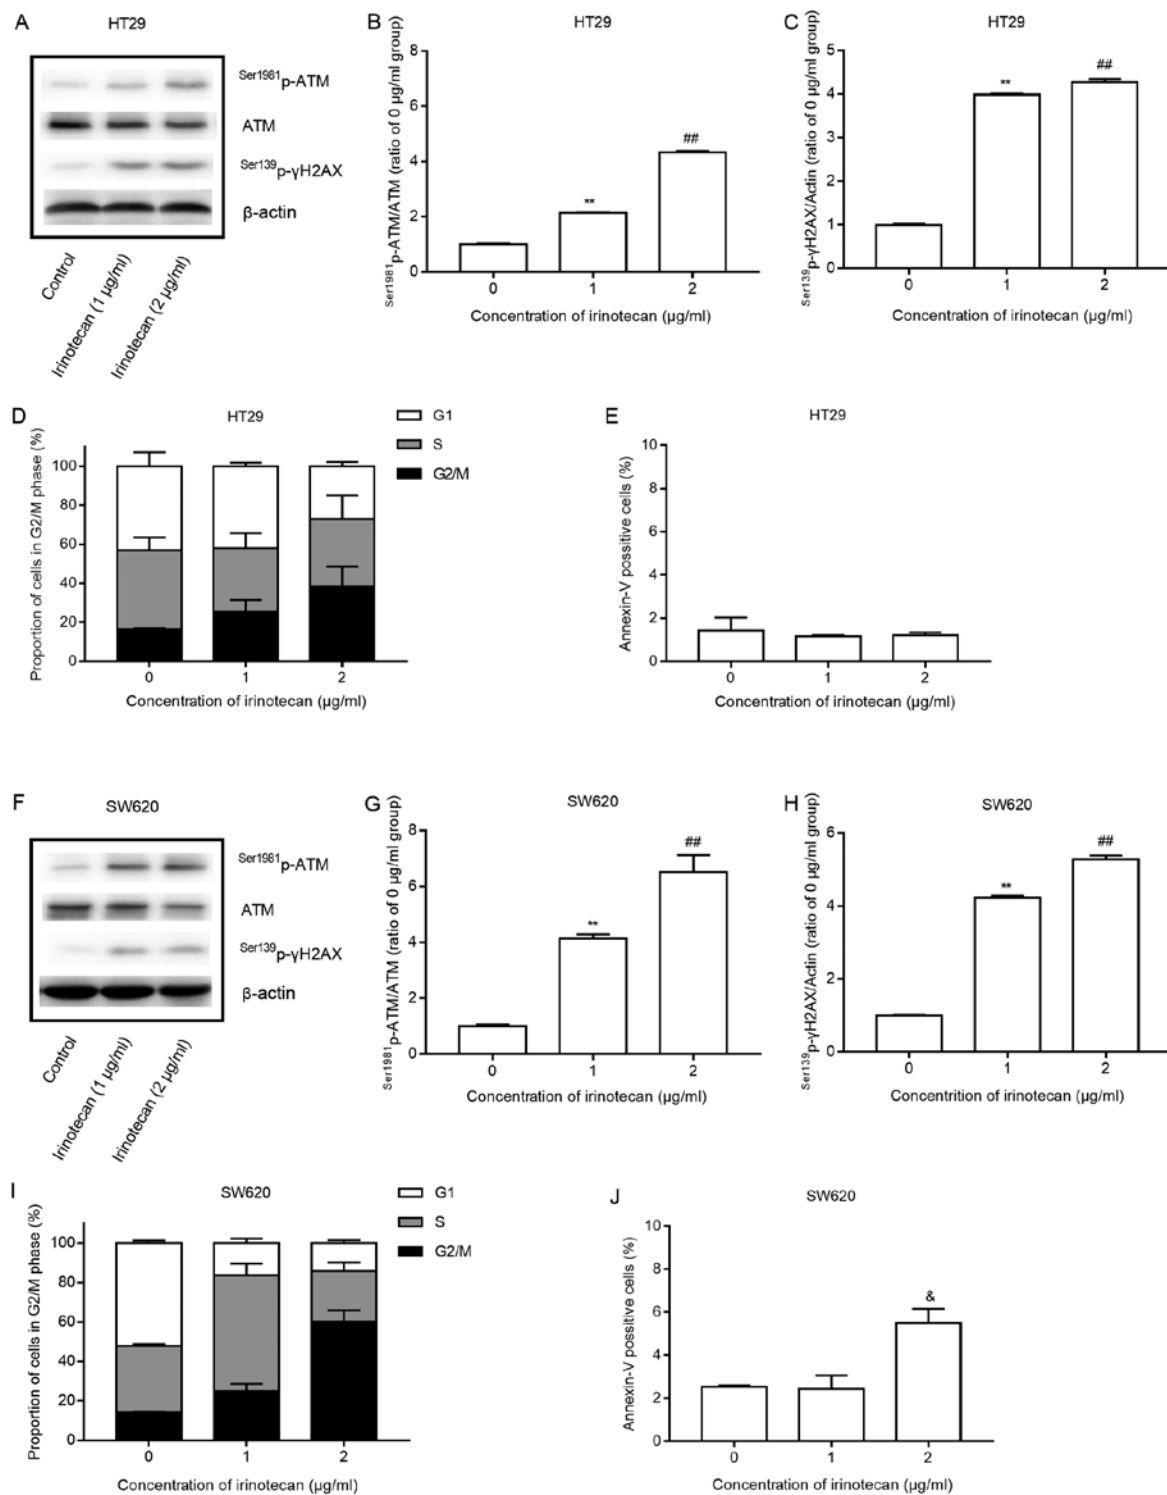 A
HT29
Ser1981p-ATM
ATM
Ser139p-γH2AX
β-actin
Control
Irinotecan (1 µg/ml)
Irinotecan (2 µg/ml)
B
HT29
Ser1981p-ATM/ATM (ratio of 0 µg/ml group)
8
6
4
2
0
**
##
0 1 2
Concentration of irinotecan (µg/ml)
C
HT29
Ser139p-γH2AX/Actin (ratio of 0 µg/ml group)
5
4
3
2
1
0
**
##
0 1 2
Concentration of irinotecan (µg/ml)
D
HT29
G1
S
G2/M
Proportion of cells in G2/M phase (%)
100
80
60
40
20
0
0 1 2
Concentration of irinotecan (µg/ml)
E
HT29
Annexin-V possitive cells (%)
10
8
6
4
2
0
0 1 2
Concentration of irinotecan (µg/ml)
F
SW620
Ser1981p-ATM
ATM
Ser139p-γH2AX
β-actin
Control
Irinotecan (1 µg/ml)
Irinotecan (2 µg/ml)
G
SW620
Ser1981p-ATM/ATM (ratio of 0 µg/ml group)
8
6
4
2
0
**
##
0 1 2
Concentration of irinotecan (µg/ml)
H
SW620
Ser139p-γH2AX/Actin (ratio of 0 µg/ml group)
6
4
2
0
**
##
0 1 2
Concentrition of irinotecan (µg/ml)
I
SW620
G1
S
G2/M
Proportion of cells in G2/M phase (%)
100
80
60
40
20
0
0 1 2
Concentration of irinotecan (µg/ml)
J
SW620
Annexin-V possitive cells (%)
10
8
6
4
2
0
&
0 1 2
Concentration of irinotecan (µg/ml)